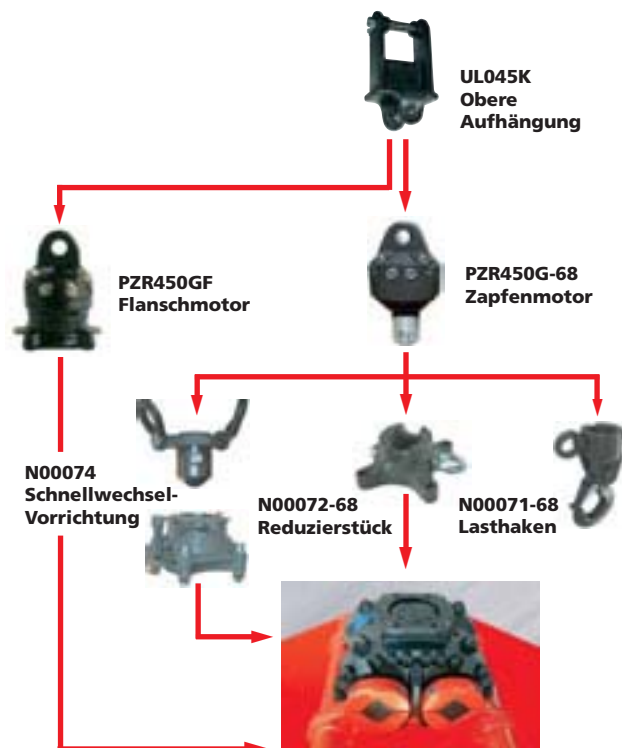 UL045K
Obere
Aufhängung
PZR450GF
Flanschmotor
PZR450G-68
Zapfenmotor
N00074
Schnellwechsel-
Vorrichtung
N00072-68
Reduzierstück
N00071-68
Lasthaken